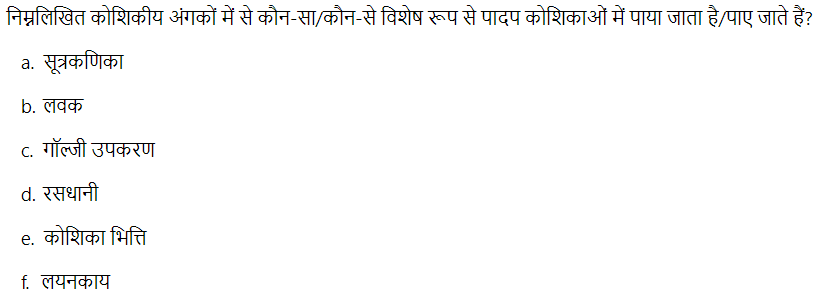 निम्नलिखित कोशिकीय अंगकों में से कौन-सा/कौन-से विशेष रूप से पादप कोशिकाओं में पाया जाता है/पाए जाते हैं?
a. सूत्रकणिका
b. लवक
c. गॉल्जी उपकरण
d. रसधानी
e. कोशिका भित्ति
f. लयनकाय